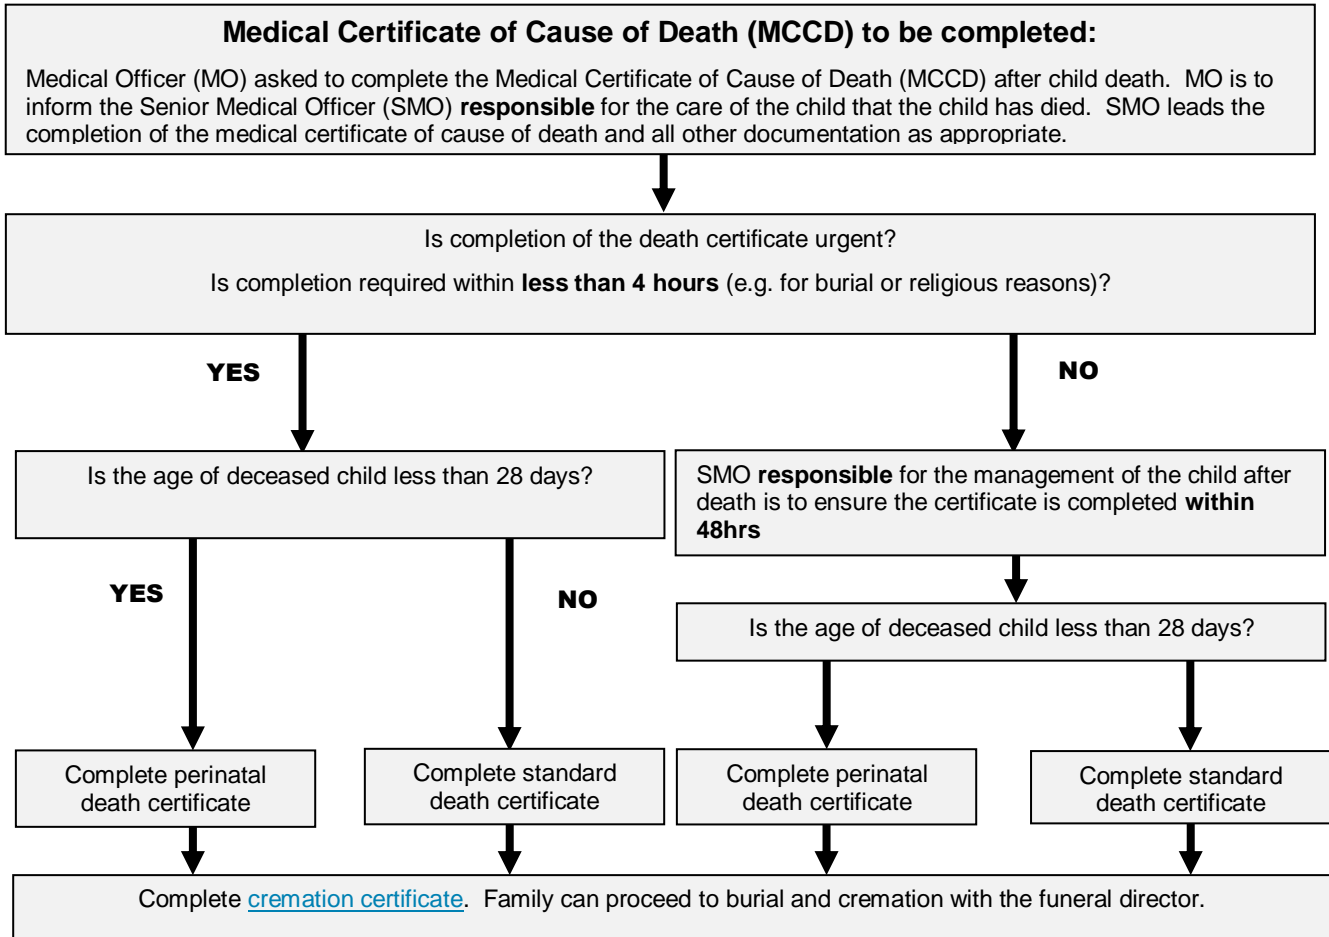 Medical Certificate of Cause of Death (MCCD) to be completed:
Medical Officer (MO) asked to complete the Medical Certificate of Cause of Death (MCCD) after child death.  MO is to
inform the Senior Medical Officer (SMO) responsible for the care of the child that the child has died.  SMO leads the
completion of the medical certificate of cause of death and all other documentation as appropriate.
Is completion of the death certificate urgent?
Is completion required within less than 4 hours (e.g. for burial or religious reasons)?
YES
NO
Is the age of deceased child less than 28 days?
SMO responsible for the management of the child after
death is to ensure the certificate is completed within
48hrs
YES
NO
Is the age of deceased child less than 28 days?
Complete perinatal
death certificate
Complete standard
death certificate
Complete perinatal
death certificate
Complete standard
death certificate
Complete cremation certificate.  Family can proceed to burial and cremation with the funeral director.